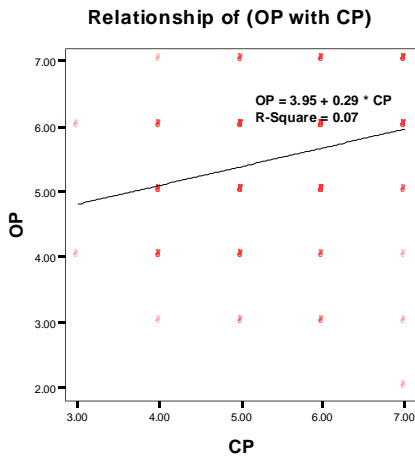 Relationship of (OP with CP)
OP = 3.95 + 0.29 * CP
R-Square = 0.07
7.00
6.00
5.00
4.00
3.00
2.00
OP
3.00 4.00 5.00 6.00 7.00
CP